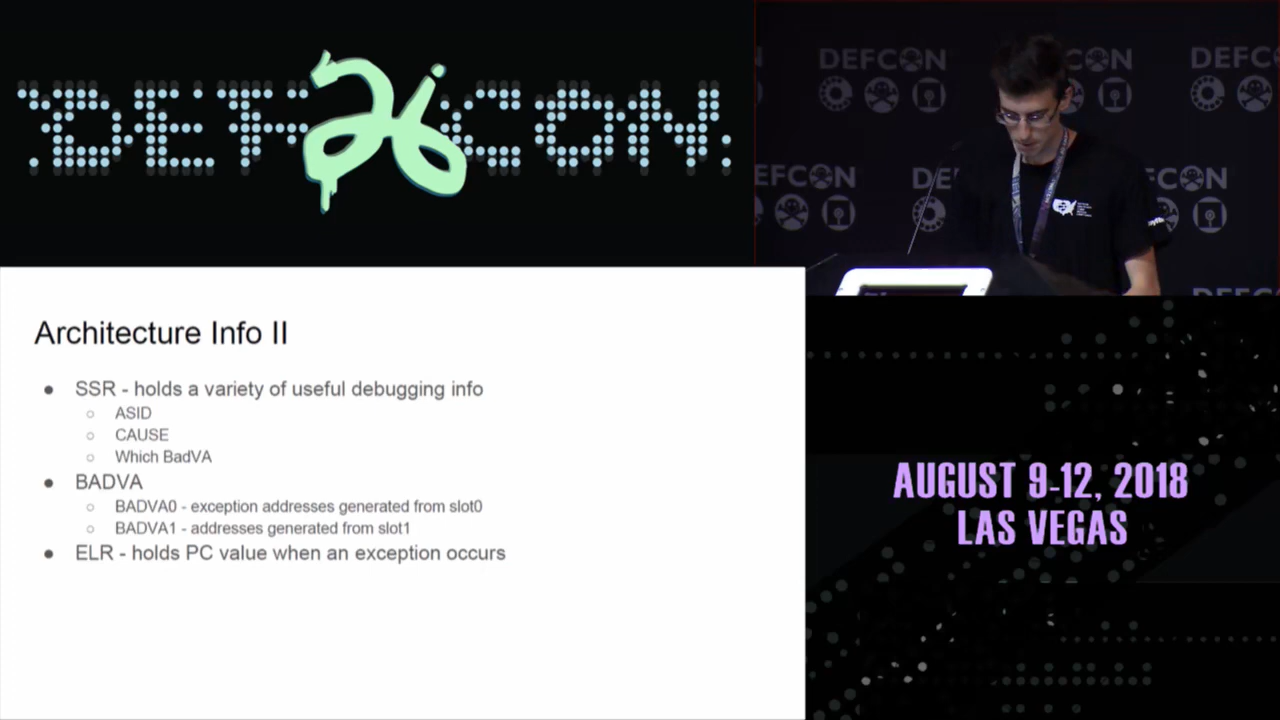 DEF 26 CON
DEFCON
DEFCON
Architecture Info II
SSR - holds a variety of useful debugging info
ASID
CAUSE
Which BadVA
BADVA
BADVA0 - exception addresses generated from slot0
BADVA1 - addresses generated from slot1
ELR - holds PC value when an exception occurs
AUGUST 9-12, 2018
LAS VEGAS